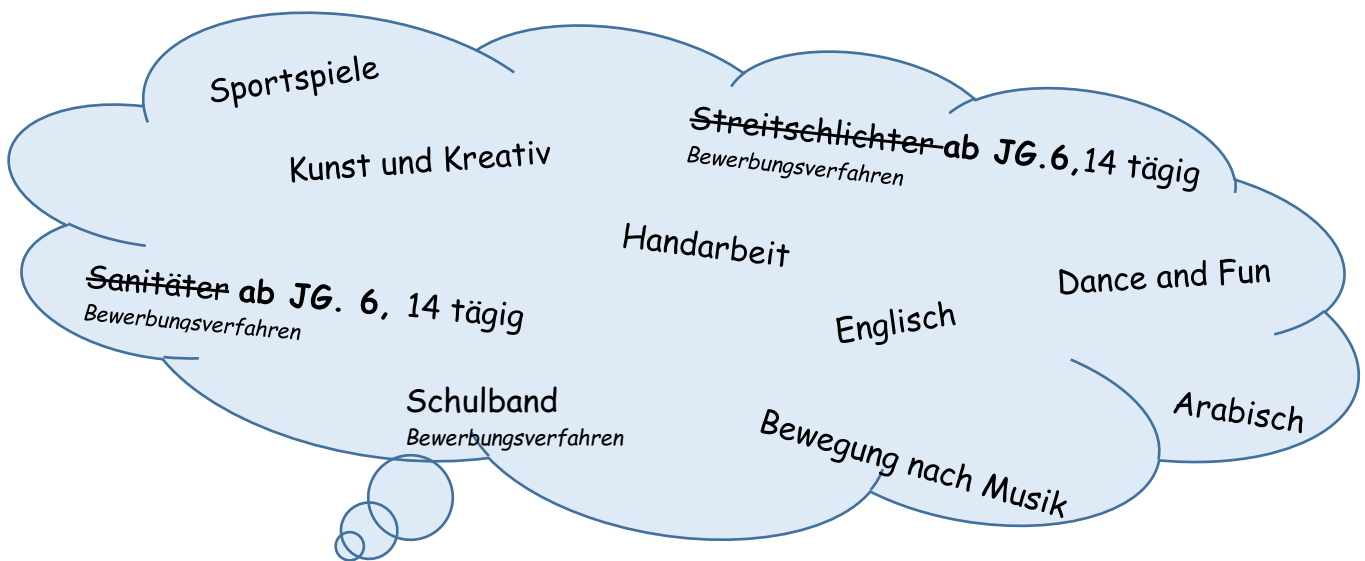 Sportspiele
Kunst und Kreativ
Streitschlichter ab JG.6,14 tägig
Bewerbungsverfahren
Handarbeit
Sanitäter ab JG. 6, 14 tägig
Bewerbungsverfahren
Dance and Fun
Englisch
Schulband
Bewerbungsverfahren
Arabisch
Bewegung nach Musik